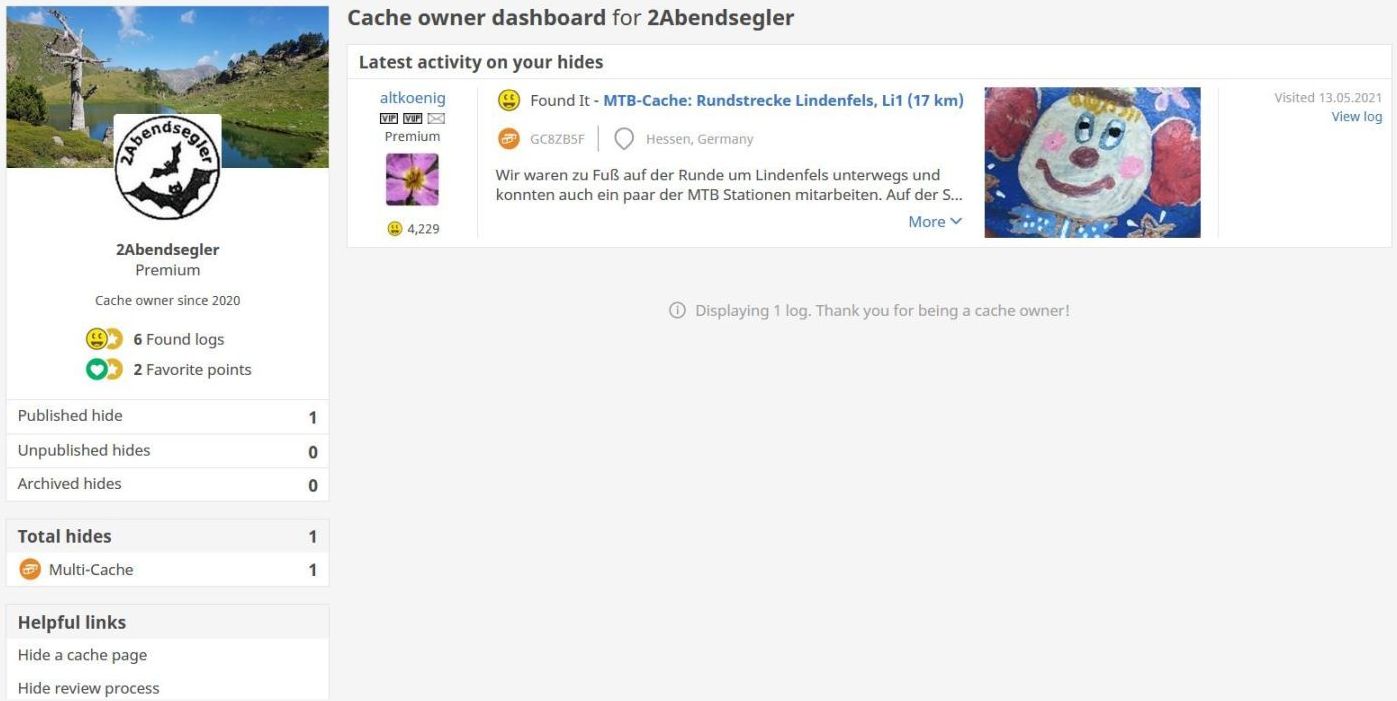 Cache owner dashboard for 2Abendsegler
2Abendsegler
2Abendsegler
Premium
Cache owner since 2020
6 Found logs
2 Favorite points
Published hide 1
Unpublished hides 0
Archived hides 0
Total hides 1
Multi-Cache 1
Helpful links
Hide a cache page
Hide review process
Latest activity on your hides
altkoenig
VIP VUP
Premium
4,229
Found It - MTB-Cache: Rundstrecke Lindenfels, Li1 (17 km)
GC8ZB5F Hessen, Germany
Wir waren zu Fuß auf der Runde um Lindenfels unterwegs und
konnten auch ein paar der MTB Stationen mitarbeiten. Auf der S...
More
Visited 13.05.2021
View log
Displaying 1 log. Thank you for being a cache owner!